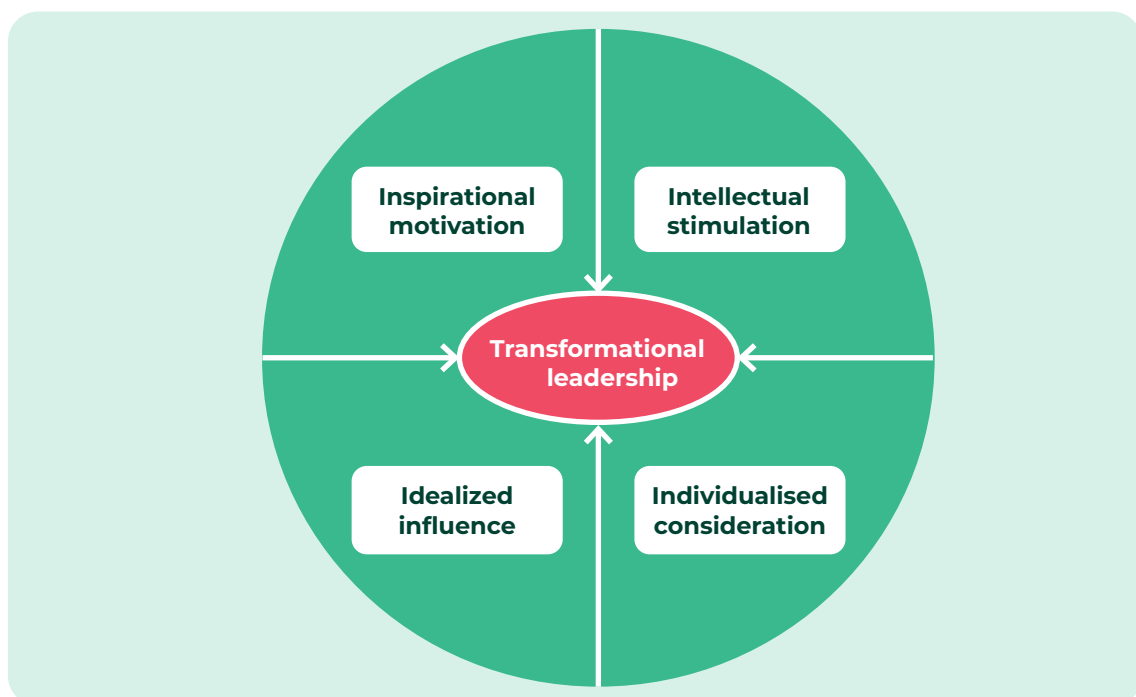 Inspirational
motivation
Intellectual
stimulation
Transformational
leadership
Idealized
influence
Individualised
consideration